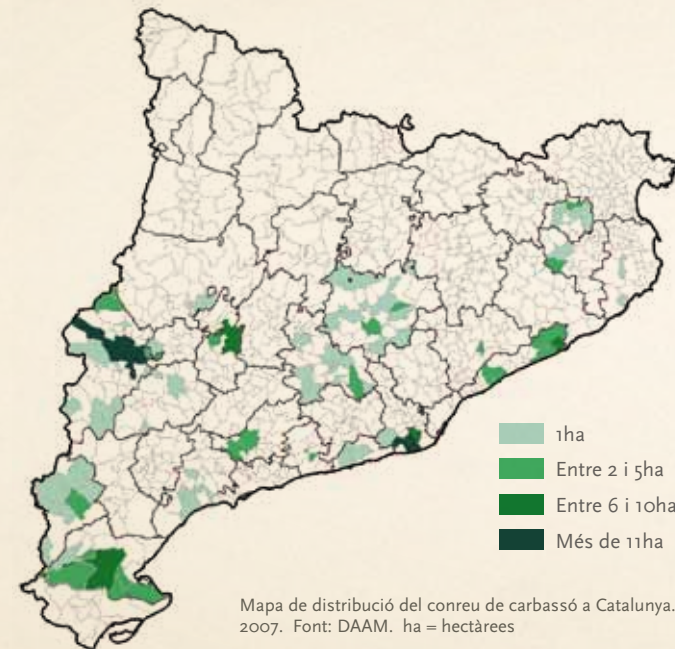 1ha
Entre 2 i 5ha
Entre 6 i 10ha
Més de 11ha
Mapa de distribució del conreu de carbassó a Catalunya.
2007. Font: DAAM. ha = hectàrees